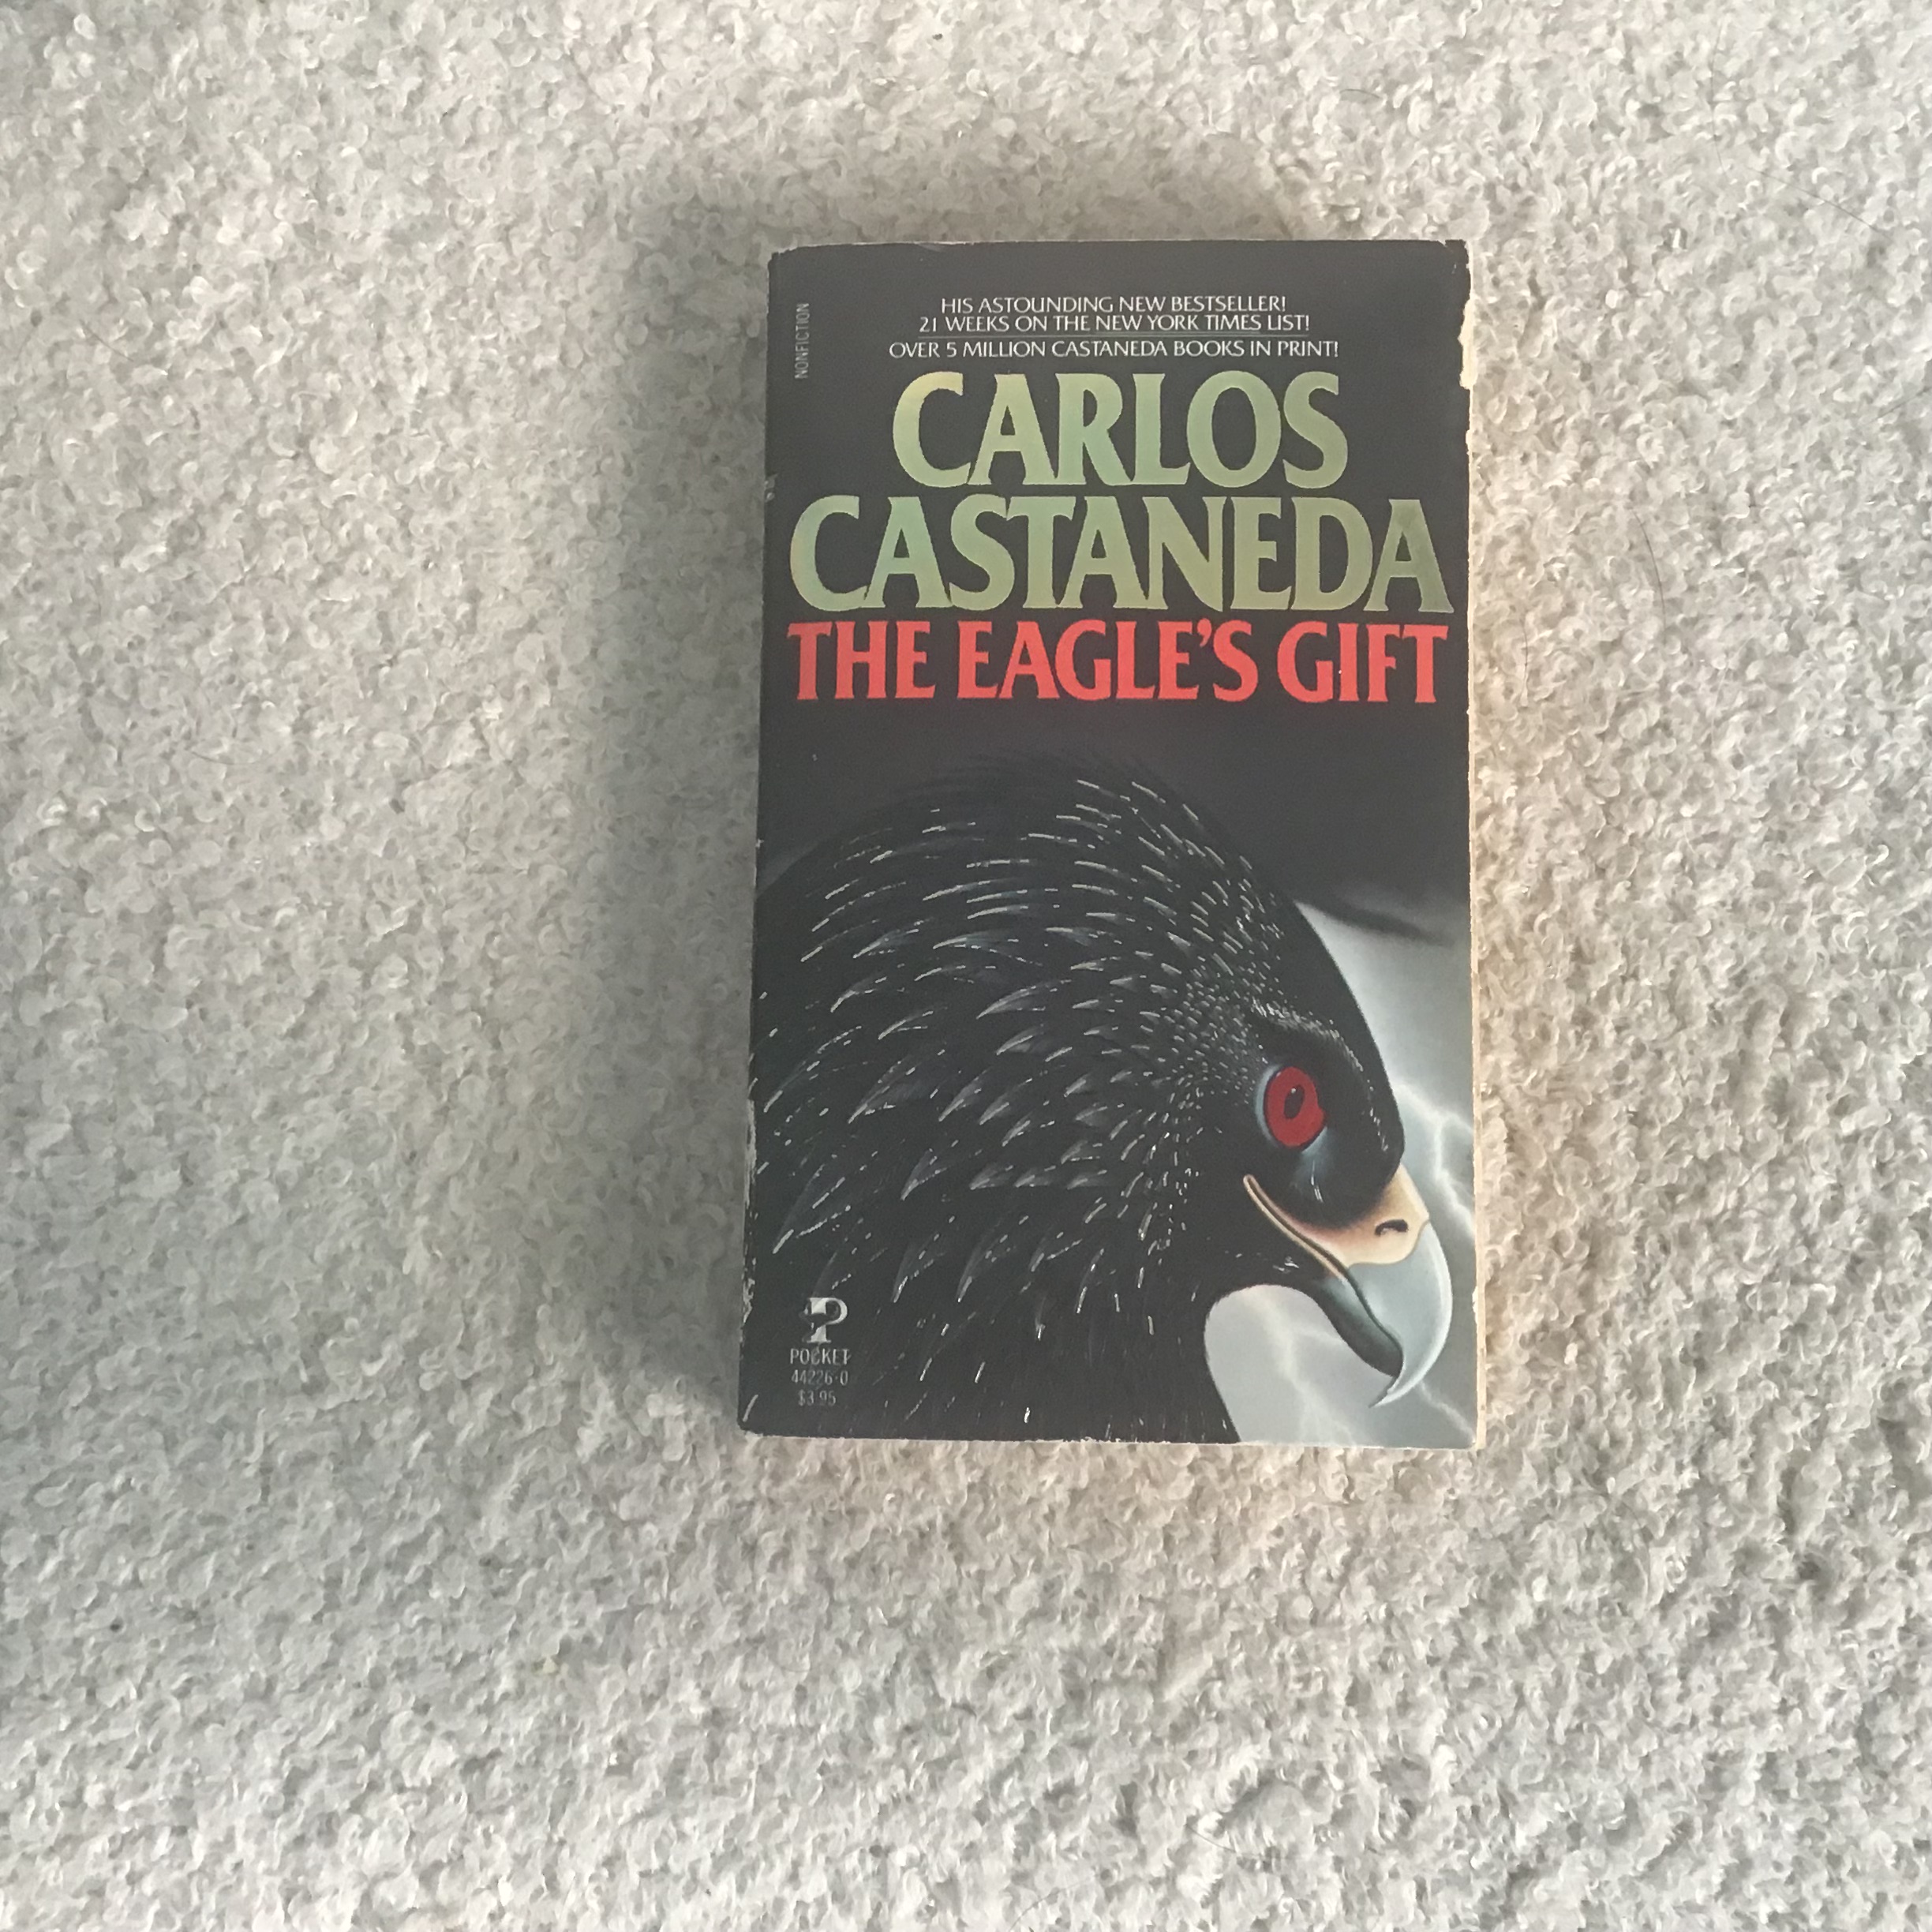 NONFICTION
HIS ASTOUNDING NEW BESTSELLER!
21 WEEKS ON THE NEW YORK TIMES LIST!
OVER 5 MILLION CASTANEDA BOOKS IN PRINT!
CARLOS
CASTANEDA
THE EAGLE'S GIFT
POCKET
44226-0
$3.95